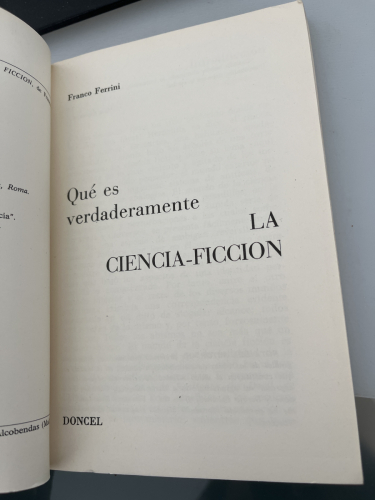 FICCION, de
, Roma.
cia".
Alcobendas (Ma
Franco Ferrini
Qué es
verdaderamente
LA
CIENCIA-FICCION
DONCEL